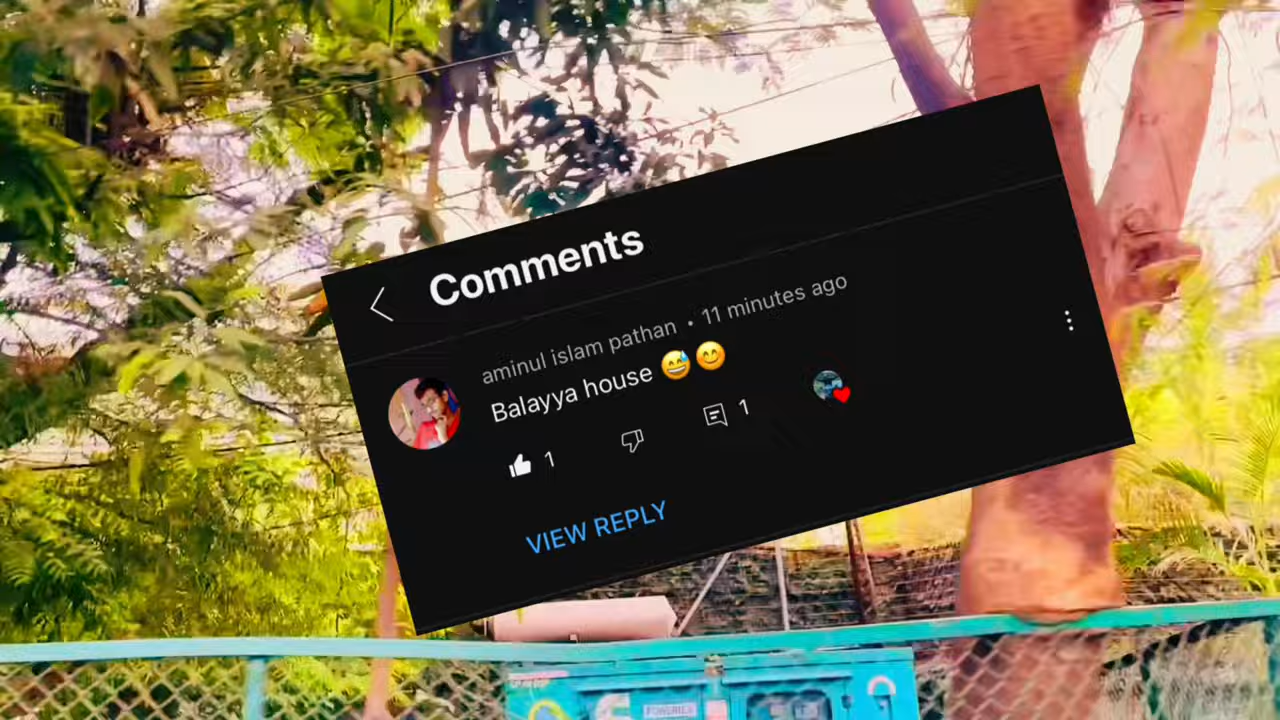 Comments
aminul islam pathan • 11 minutes ago
Balayya house 😅😊
1
1
VIEW REPLY